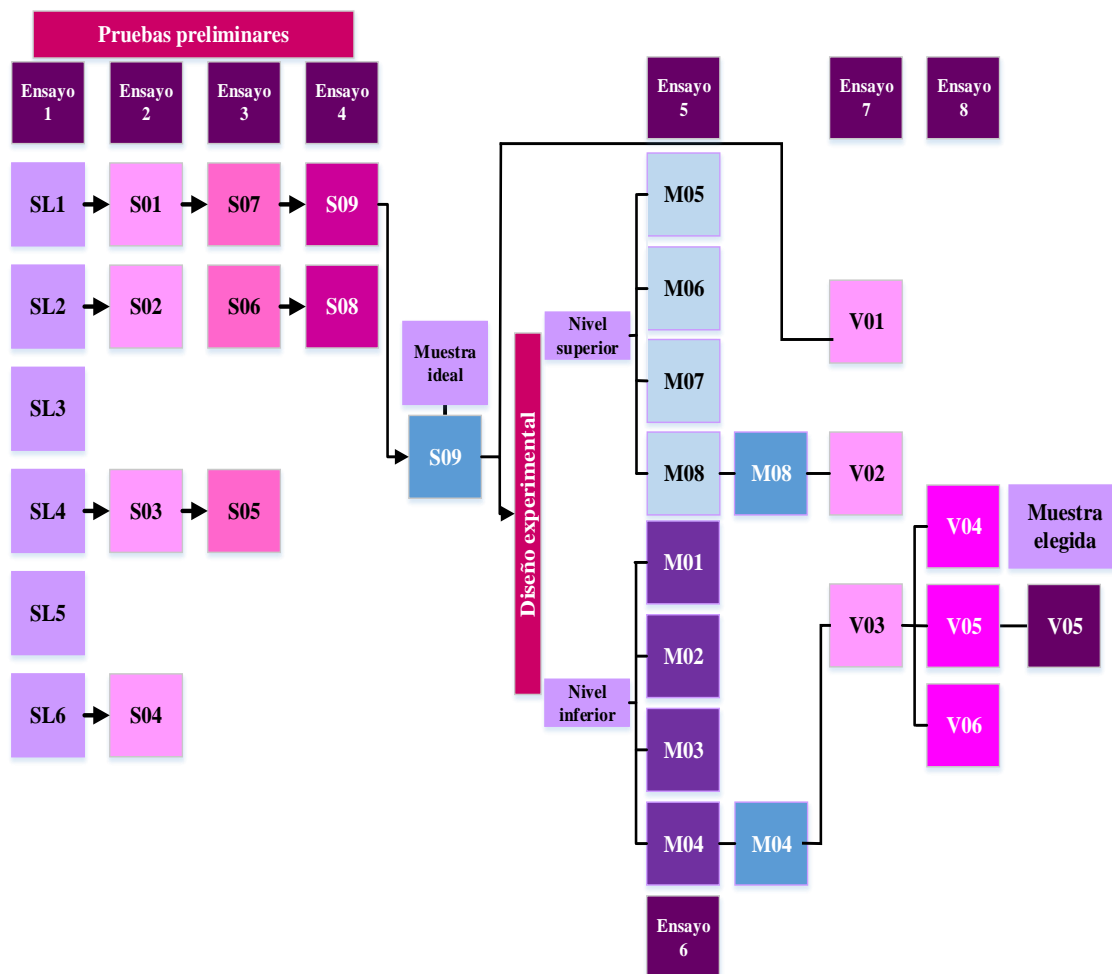 Pruebas preliminares
Ensayo
1
Ensayo
2
Ensayo
3
Ensayo
4
Ensayo
5
Ensayo
7
Ensayo
8
SL1
S01
S07
S09
SL2
S02
S06
S08
SL3
SL4
S03
S05
SL5
SL6
S04
Muestra
ideal
S09
Diseño experimental
Nivel
superior
M05
M06
M07
M08
M08
Nivel
inferior
M01
M02
M03
M04
M04
Ensayo
6
V01
V02
V03
V04
V05
V06
Muestra
elegida
V05